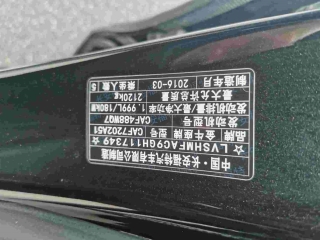 中国·长安福特汽车有限公司制造
☆LVSHMFAC9GH117349☆
品牌 金牛座牌 CAF7202A51
发动机型号 CAF488WQ7
发动机排量/最大净功率 1.999L/180kW
最大允许总质量 2120kg
制造年月 2016-03 乘坐人数 5